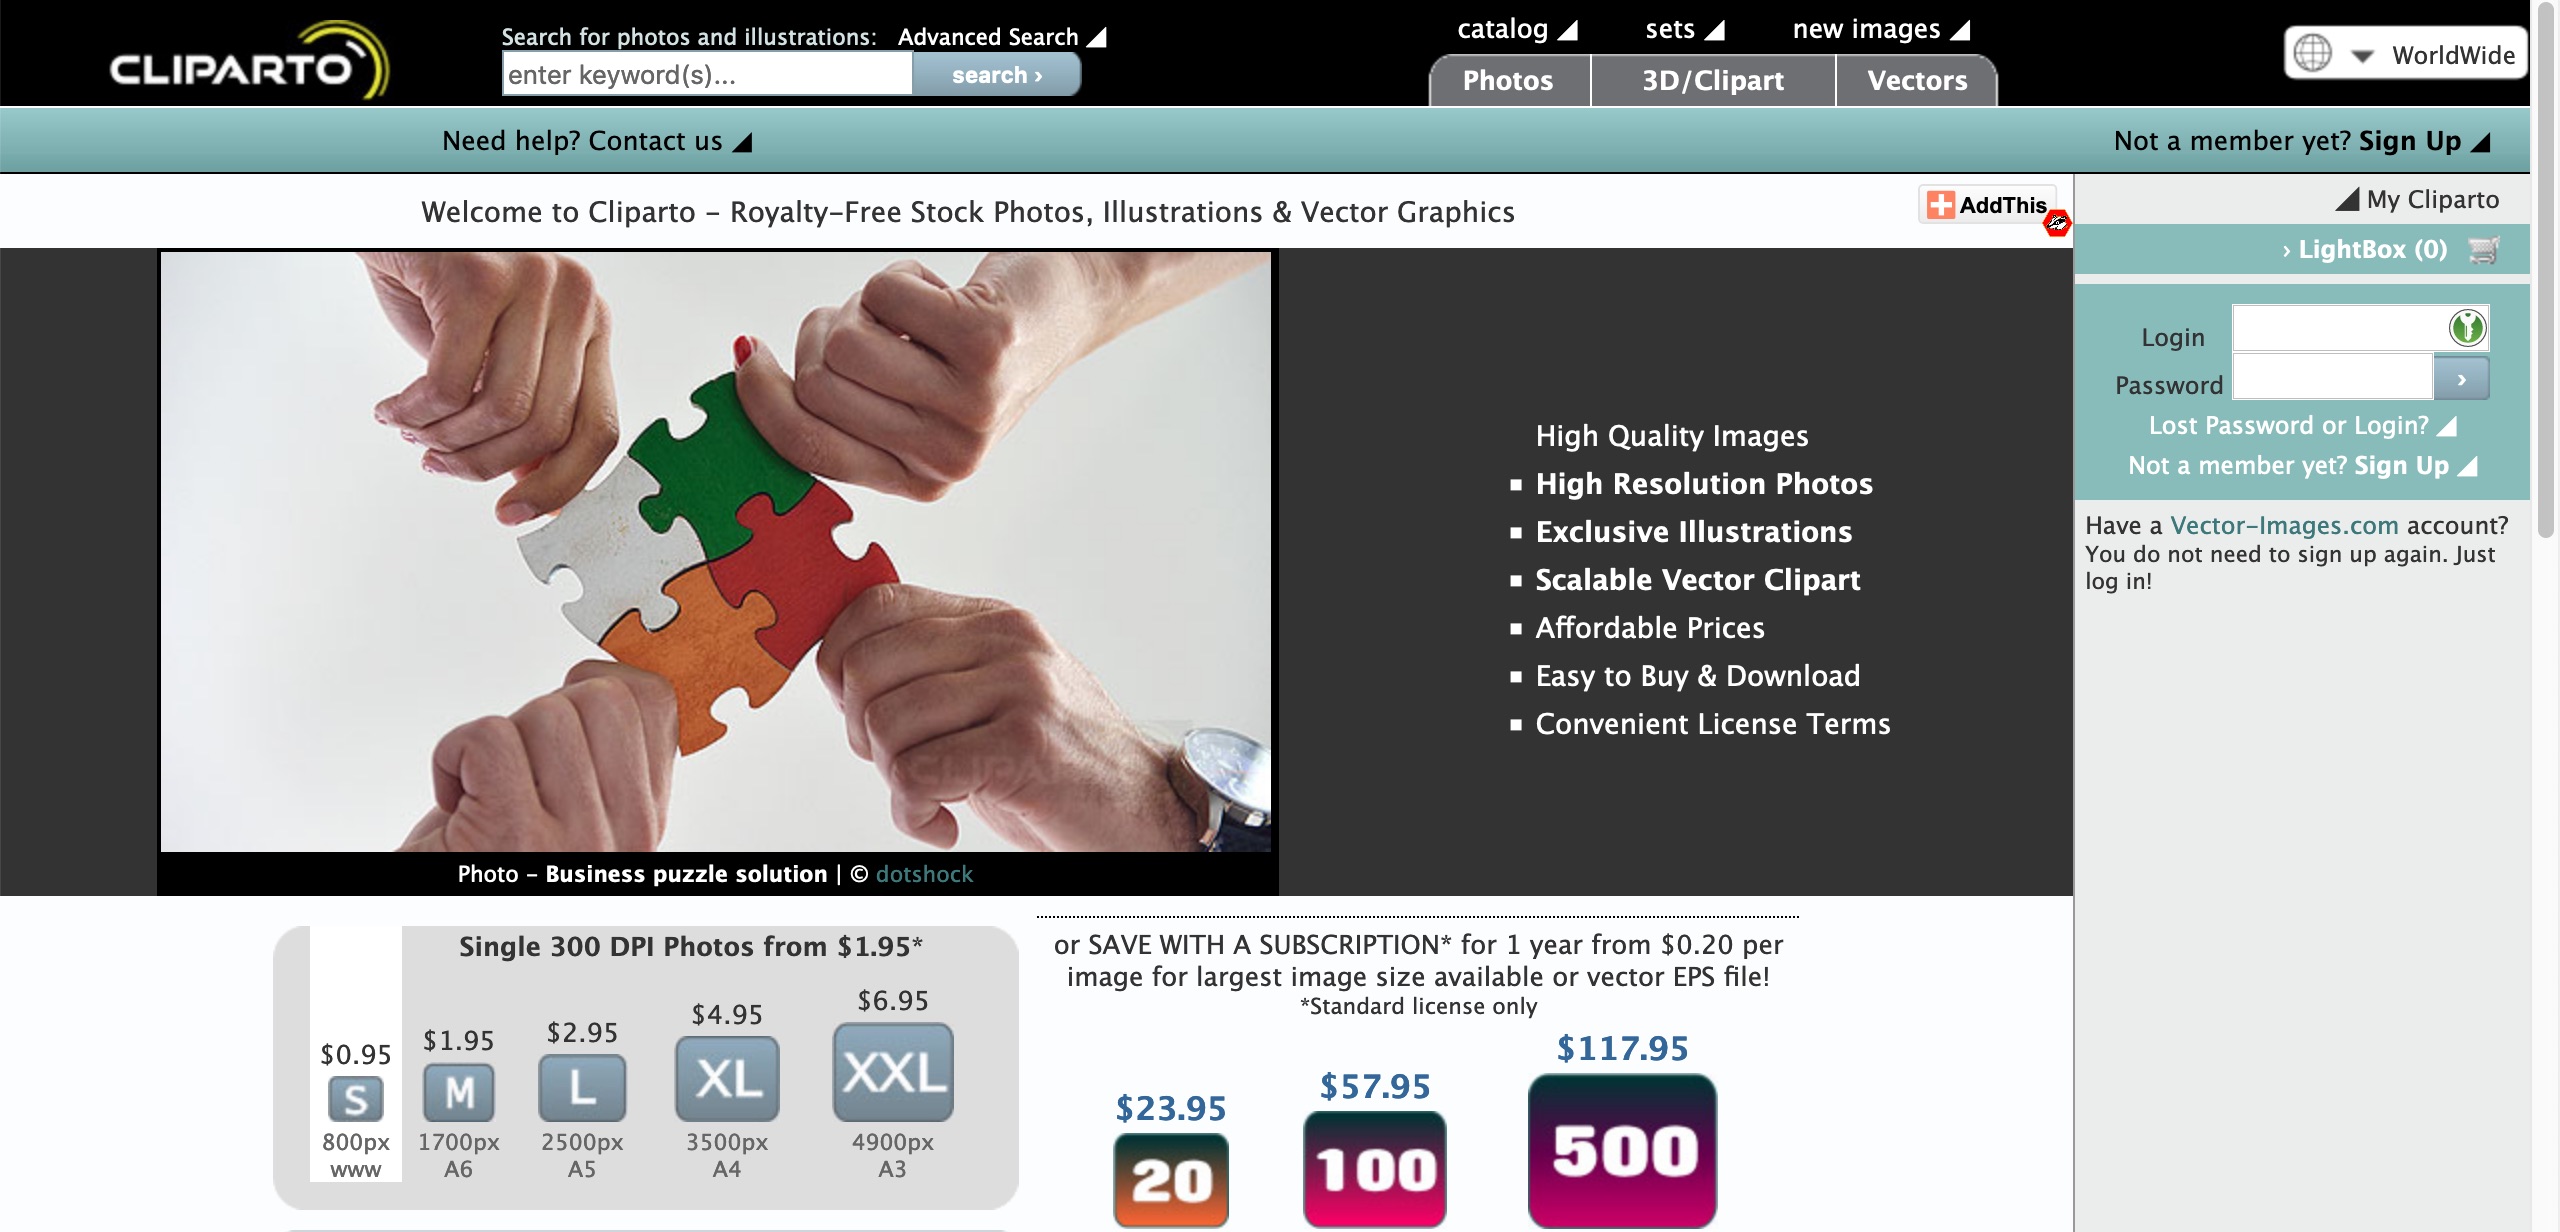 CLIPARTO
Search for photos and illustrations: Advanced Search
enter keyword(s)...
search ›
catalog
sets
new images
Photos
3D/Clipart
Vectors
WorldWide
Need help? Contact us
Not a member yet? Sign Up
Welcome to Cliparto – Royalty-Free Stock Photos, Illustrations & Vector Graphics
AddThis
My Cliparto
› LightBox (0)
Login
Password
›
Lost Password or Login?
Not a member yet? Sign Up
Have a Vector-Images.com account?
You do not need to sign up again. Just
log in!
High Quality Images
High Resolution Photos
Exclusive Illustrations
Scalable Vector Clipart
Affordable Prices
Easy to Buy & Download
Convenient License Terms
Photo – Business puzzle solution | © dotshock
Single 300 DPI Photos from $1.95*
$0.95
S
800px
www
$1.95
M
1700px
A6
$2.95
L
2500px
A5
$4.95
XL
3500px
A4
$6.95
XXL
4900px
A3
or SAVE WITH A SUBSCRIPTION* for 1 year from $0.20 per
image for largest image size available or vector EPS file!
*Standard license only
$23.95
20
$57.95
100
$117.95
500